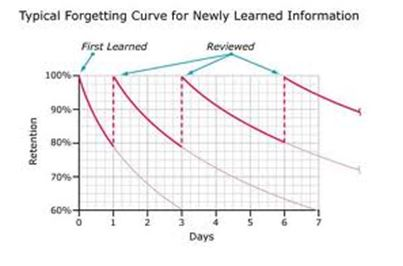 Typical Forgetting Curve for Newly Learned Information
First Learned
Reviewed
100%
90%
80%
70%
60%
Retention
0 1 2 3 4 5 6 7
Days